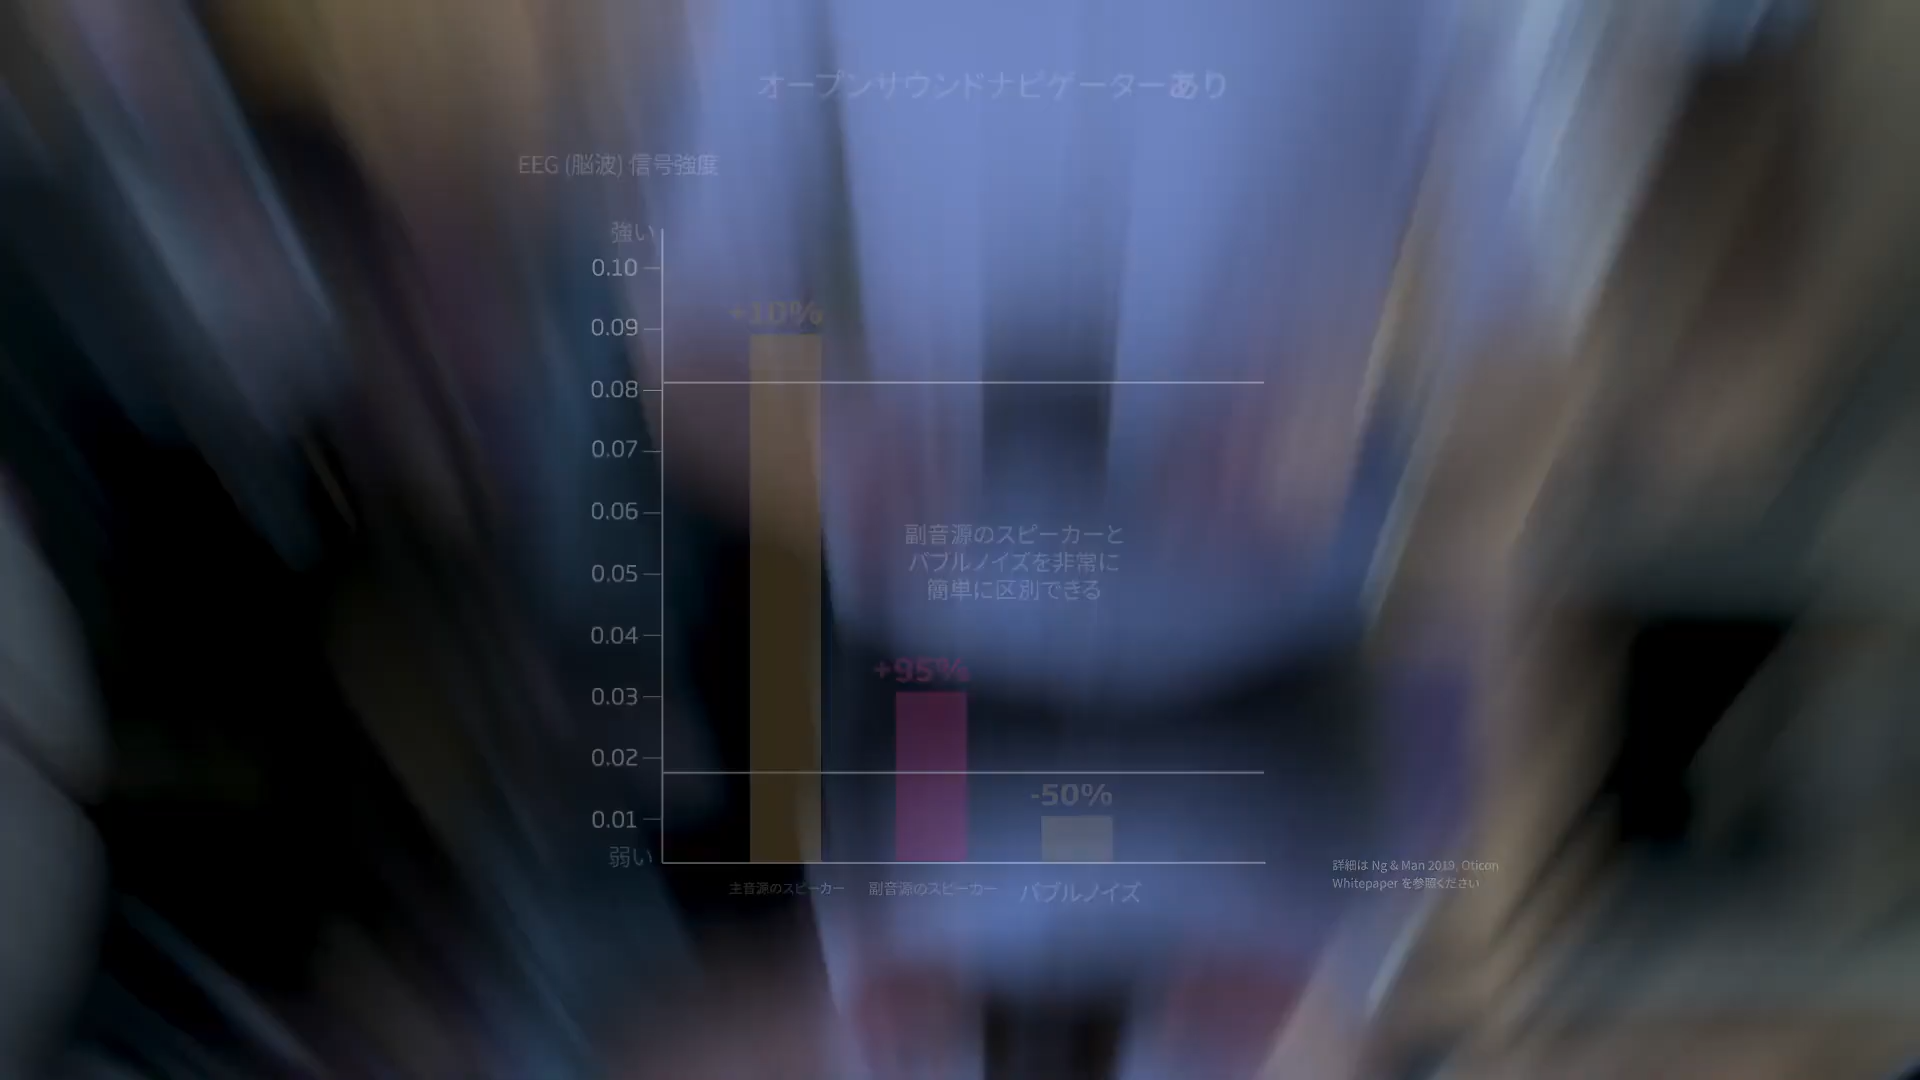 オープンサウンドナビゲーターあり
EEG (脳波) 信号強度
強い
0.10
+10%
0.09
0.08
0.07
0.06
副音源のスピーカーと
バブルノイズを非常に
簡単に区別できる
0.05
0.04
+95%
0.03
0.02
-50%
0.01
弱い
主音源のスピーカー
副音源のスピーカー
バブルノイズ
詳細は Ng & Man 2019, Oticon
Whitepaper を参照ください